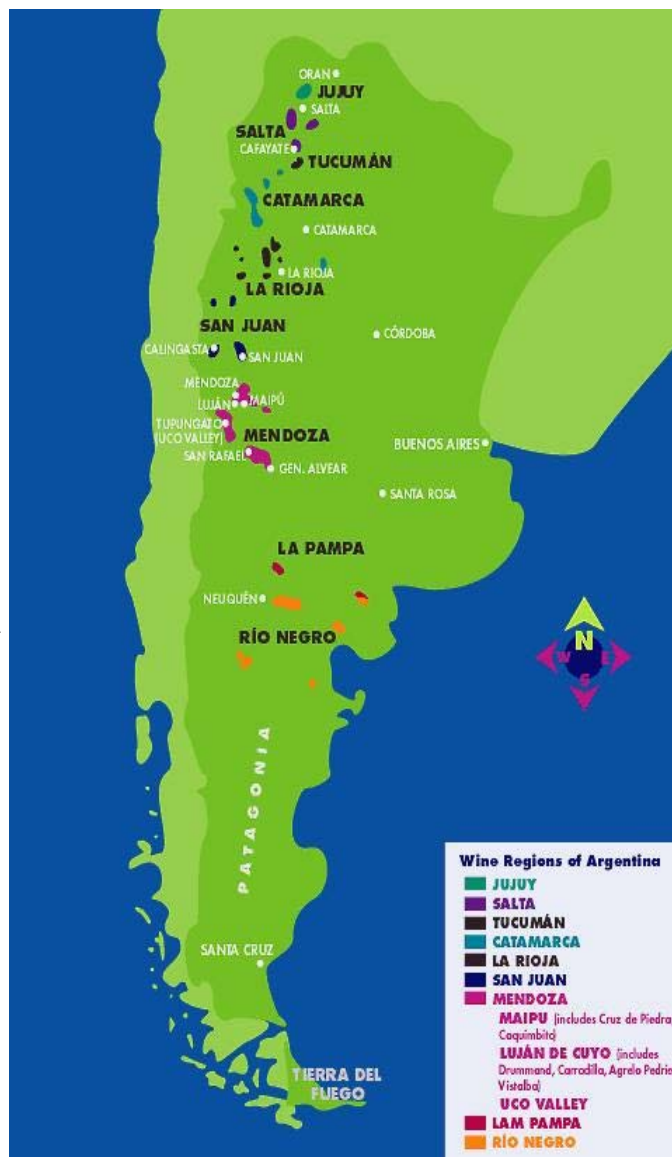 ORAN
JUJUY
SALTA
SALTA
CAFAYATE
TUCUMÁN
CATAMARCA
CATAMARCA
LA RIOJA
LA RIOJA
SAN JUAN
CÓRDOBA
CALINGASTA
SAN JUAN
MENDOZA
LUJÁN
MAIPÚ
TUPUNGATO
(UCO VALLEY)
MENDOZA
BUENOS AIRES
SAN RAFAEL
GEN. ALVEAR
SANTA ROSA
LA PAMPA
NEUQUÉN
RÍO NEGRO
N
W
E
S
PATAGONIA
SANTA CRUZ
TIERRA DEL
FUEGO
Wine Regions of Argentina
JUJUY
SALTA
TUCUMÁN
CATAMARCA
LA RIOJA
SAN JUAN
MENDOZA
MAIPU (includes Cruz de Piedra,
Coquimbito)
LUJÁN DE CUYO (includes
Drummand, Carradilla, Agrelo Pedrie
Vistalba)
UCO VALLEY
LAM PAMPA
RÍO NEGRO